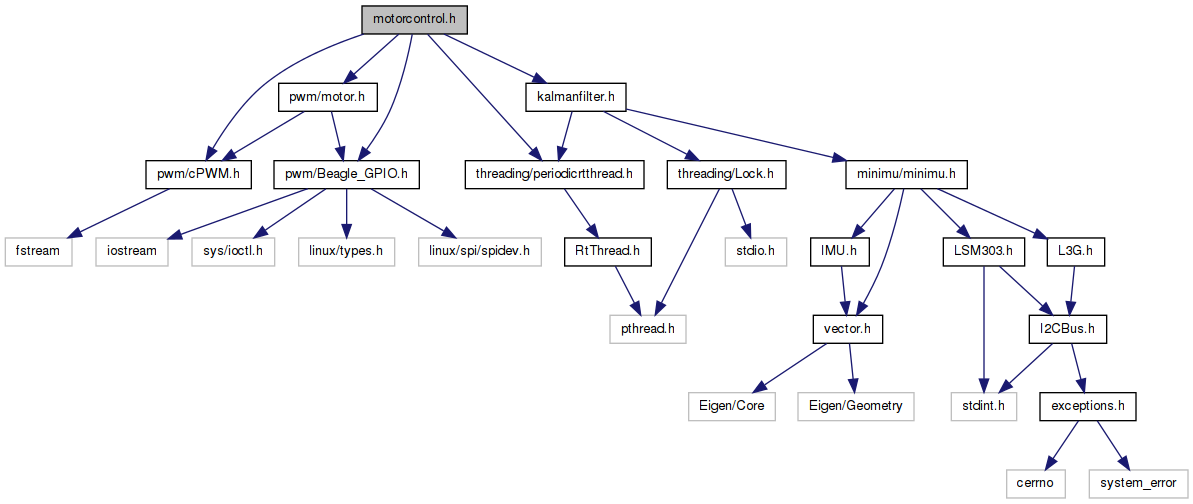 motorcontrol.h
pwm/motor.h
kalmanfilter.h
pwm/cPWM.h
pwm/Beagle_GPIO.h
threading/periodicrtthread.h
threading/Lock.h
minimu/minimu.h
fstream
iostream
sys/ioctl.h
linux/types.h
linux/spi/spidev.h
RtThread.h
stdio.h
IMU.h
LSM303.h
L3G.h
pthread.h
vector.h
I2CBus.h
Eigen/Core
Eigen/Geometry
stdint.h
exceptions.h
cerrno
system_error